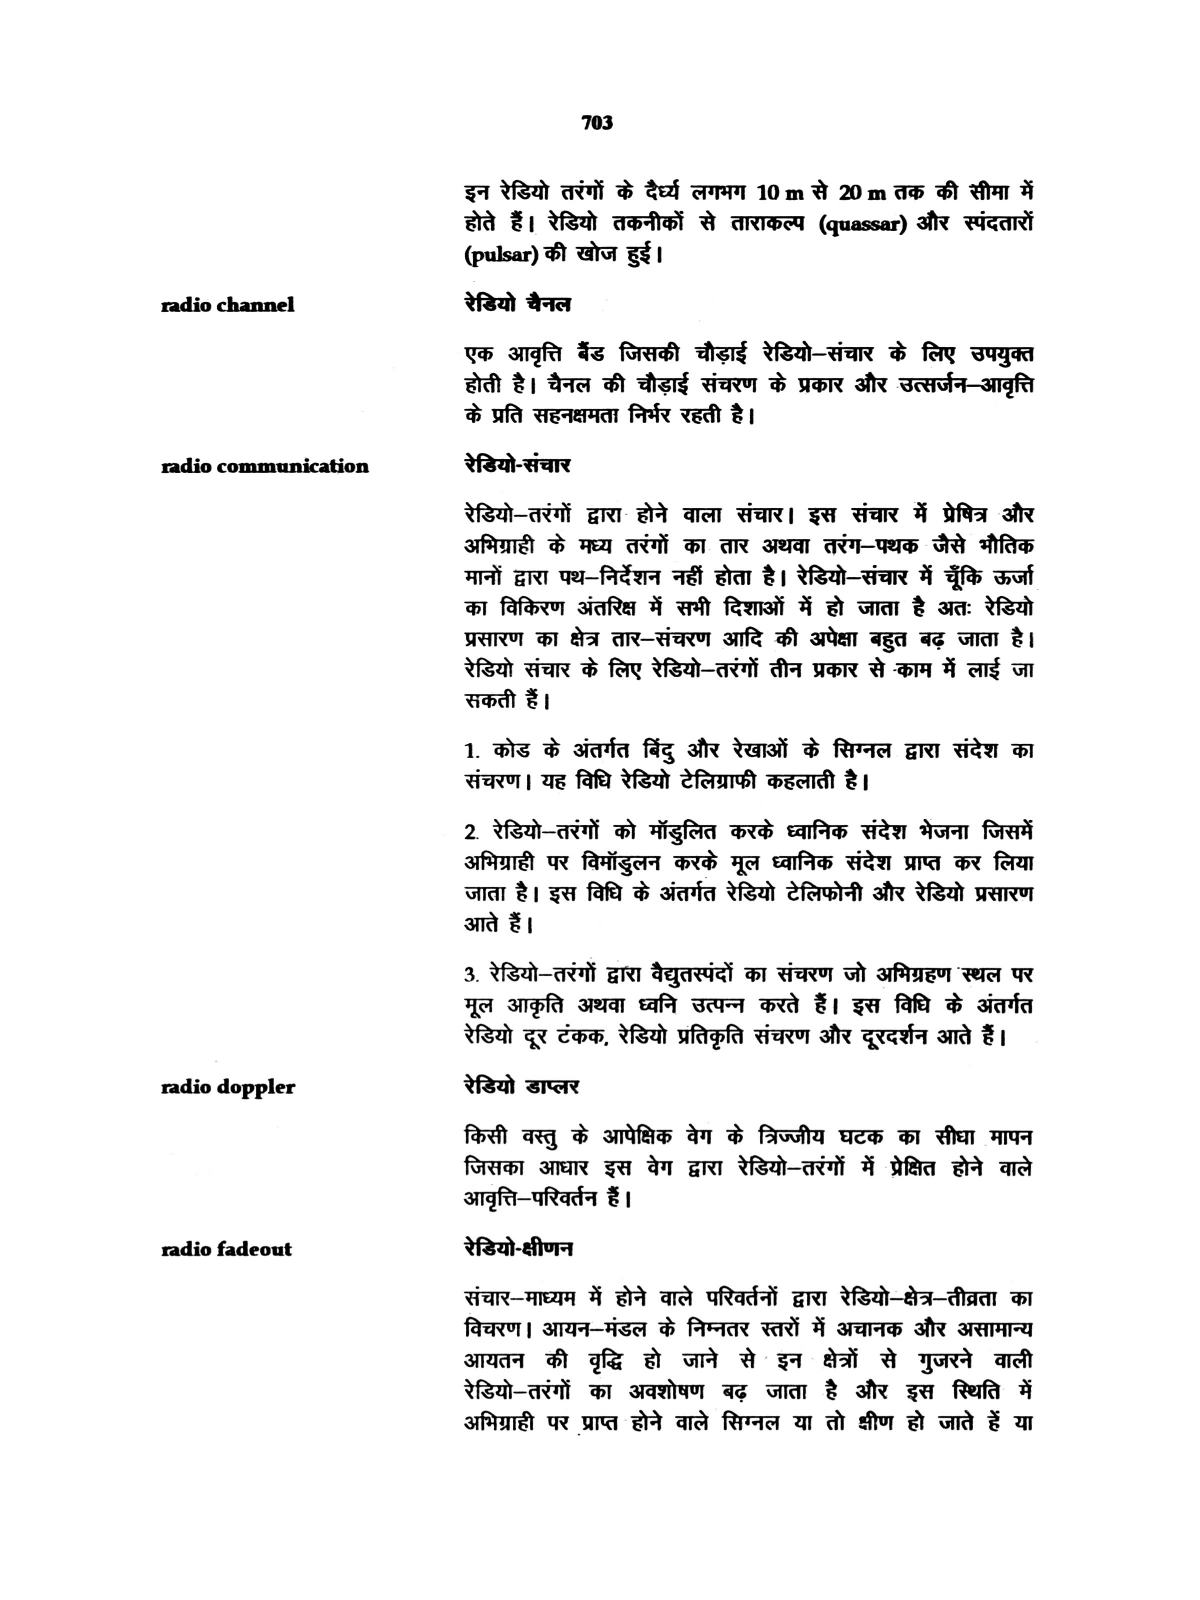 703
इन रेडियो तरंगों के दैर्ध्य लगभग 10 m से 20 m तक की सीमा में
होते हैं। रेडियो तकनीकों से ताराकल्प (quassar) और स्पंदतारों
(pulsar) की खोज हुई।
radio channel रेडियो चैनल
एक आवृत्ति बैंड जिसकी चौड़ाई रेडियो–संचार के लिए उपयुक्त
होती है। चैनल की चौड़ाई संचरण के प्रकार और उत्सर्जन–आवृत्ति
के प्रति सहनक्षमता निर्भर रहती है।
radio communication रेडियो-संचार
रेडियो–तरंगों द्वारा होने वाला संचार। इस संचार में प्रेषित्र और
अभिग्राही के मध्य तरंगों का तार अथवा तरंग–पथक जैसे भौतिक
मानों द्वारा पथ–निर्देशन नहीं होता है। रेडियो–संचार में चूँकि ऊर्जा
का विकिरण अंतरिक्ष में सभी दिशाओं में हो जाता है अतः रेडियो
प्रसारण का क्षेत्र तार–संचरण आदि की अपेक्षा बहुत बढ़ जाता है।
रेडियो संचार के लिए रेडियो–तरंगों तीन प्रकार से काम में लाई जा
सकती हैं।
1. कोड के अंतर्गत बिंदु और रेखाओं के सिग्नल द्वारा संदेश का
संचरण। यह विधि रेडियो टेलिग्राफी कहलाती है।
2. रेडियो–तरंगों को मॉडुलित करके ध्वानिक संदेश भेजना जिसमें
अभिग्राही पर विमॉडुलन करके मूल ध्वानिक संदेश प्राप्त कर लिया
जाता है। इस विधि के अंतर्गत रेडियो टेलिफोनी और रेडियो प्रसारण
आते हैं।
3. रेडियो–तरंगों द्वारा वैद्युतस्पंदों का संचरण जो अभिग्रहण स्थल पर
मूल आकृति अथवा ध्वनि उत्पन्न करते हैं। इस विधि के अंतर्गत
रेडियो दूर टंकक, रेडियो प्रतिकृति संचरण और दूरदर्शन आते हैं।
radio doppler रेडियो डाप्लर
किसी वस्तु के आपेक्षिक वेग के त्रिज्जीय घटक का सीधा मापन
जिसका आधार इस वेग द्वारा रेडियो–तरंगों में प्रेक्षित होने वाले
आवृत्ति–परिवर्तन हैं।
radio fadeout रेडियो-क्षीणन
संचार–माध्यम में होने वाले परिवर्तनों द्वारा रेडियो–क्षेत्र–तीव्रता का
विचरण। आयन–मंडल के निम्नतर स्तरों में अचानक और असामान्य
आयतन की वृद्धि हो जाने से इन क्षेत्रों से गुजरने वाली
रेडियो–तरंगों का अवशोषण बढ़ जाता है और इस स्थिति में
अभिग्राही पर प्राप्त होने वाले सिग्नल या तो क्षीण हो जाते हें या